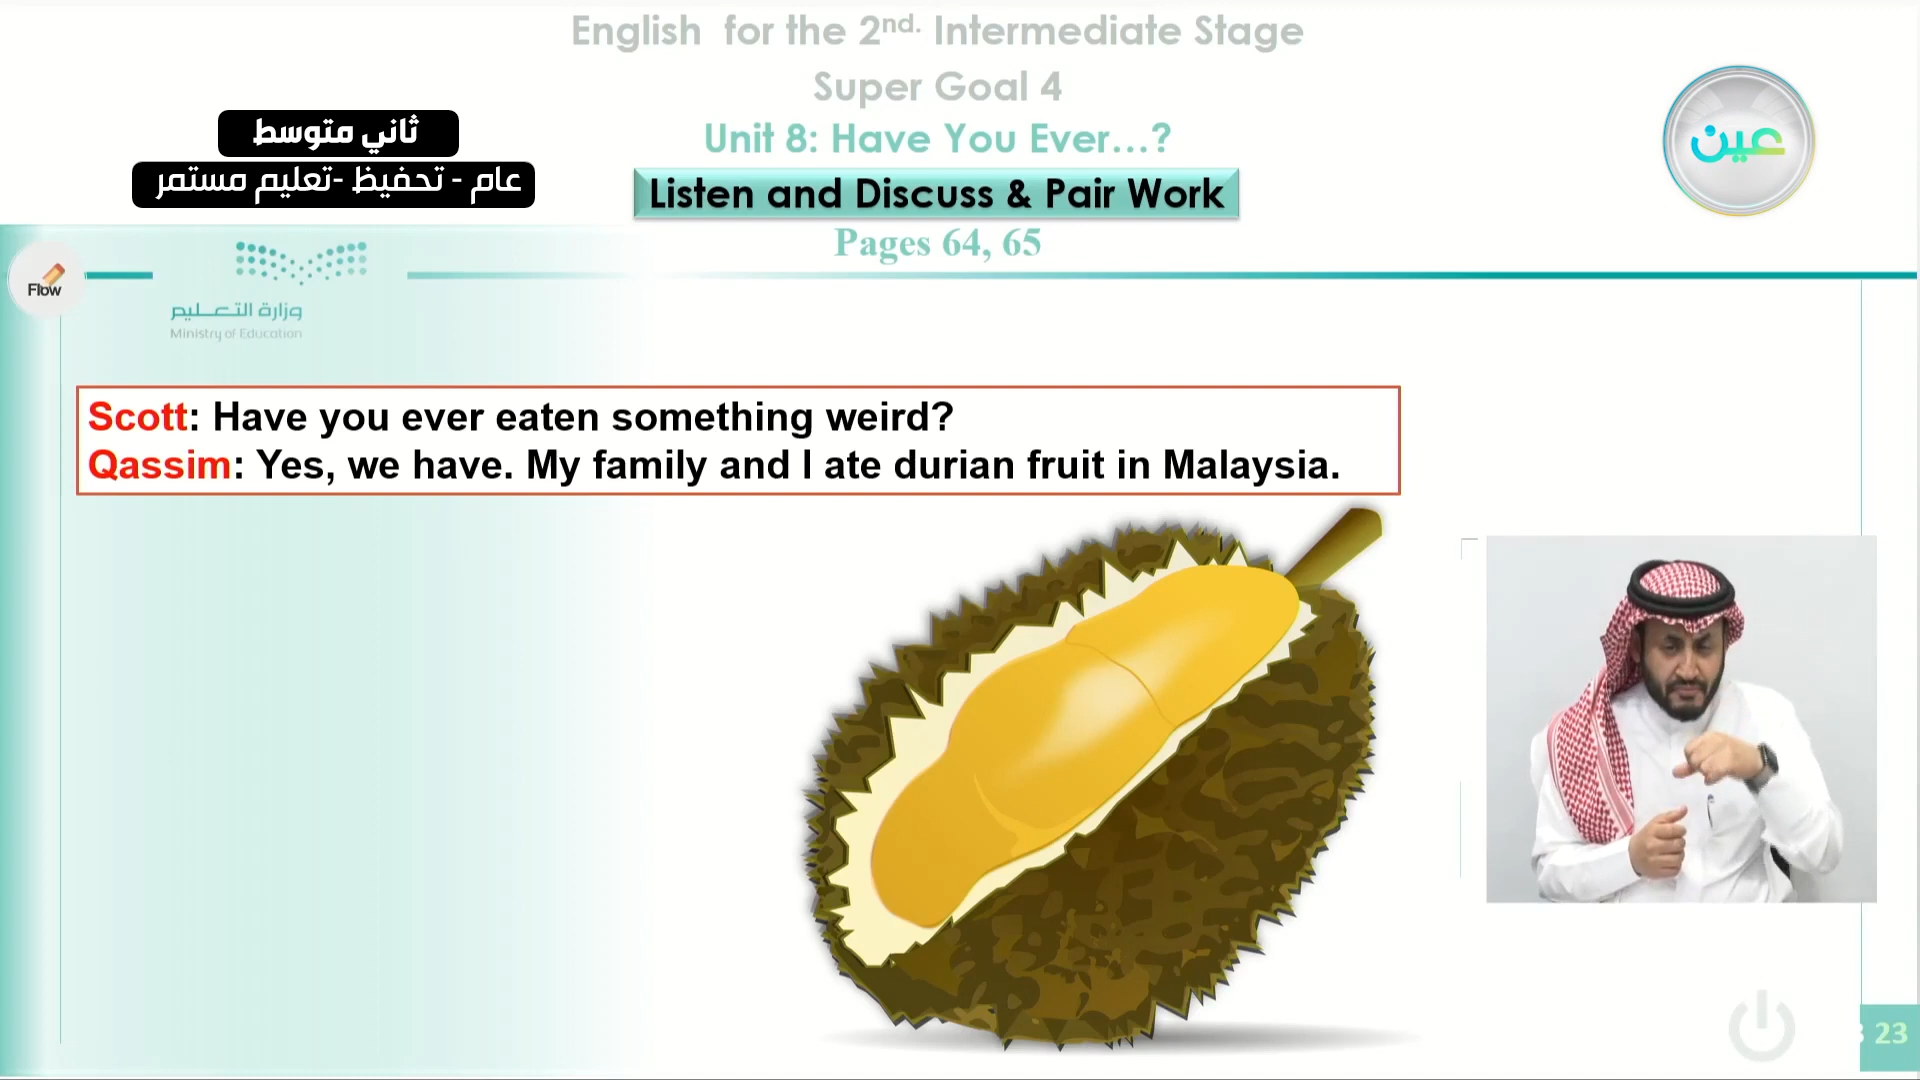 English for the 2nd. Intermediate Stage
Super Goal 4
Unit 8: Have You Ever...?
Listen and Discuss & Pair Work
Pages 64, 65
ثاني متوسط
عام - تحفيظ -تعليم مستمر
عين
Flow
وزارة التعليم
Ministry of Education
Scott: Have you ever eaten something weird?
Qassim: Yes, we have. My family and I ate durian fruit in Malaysia.
23